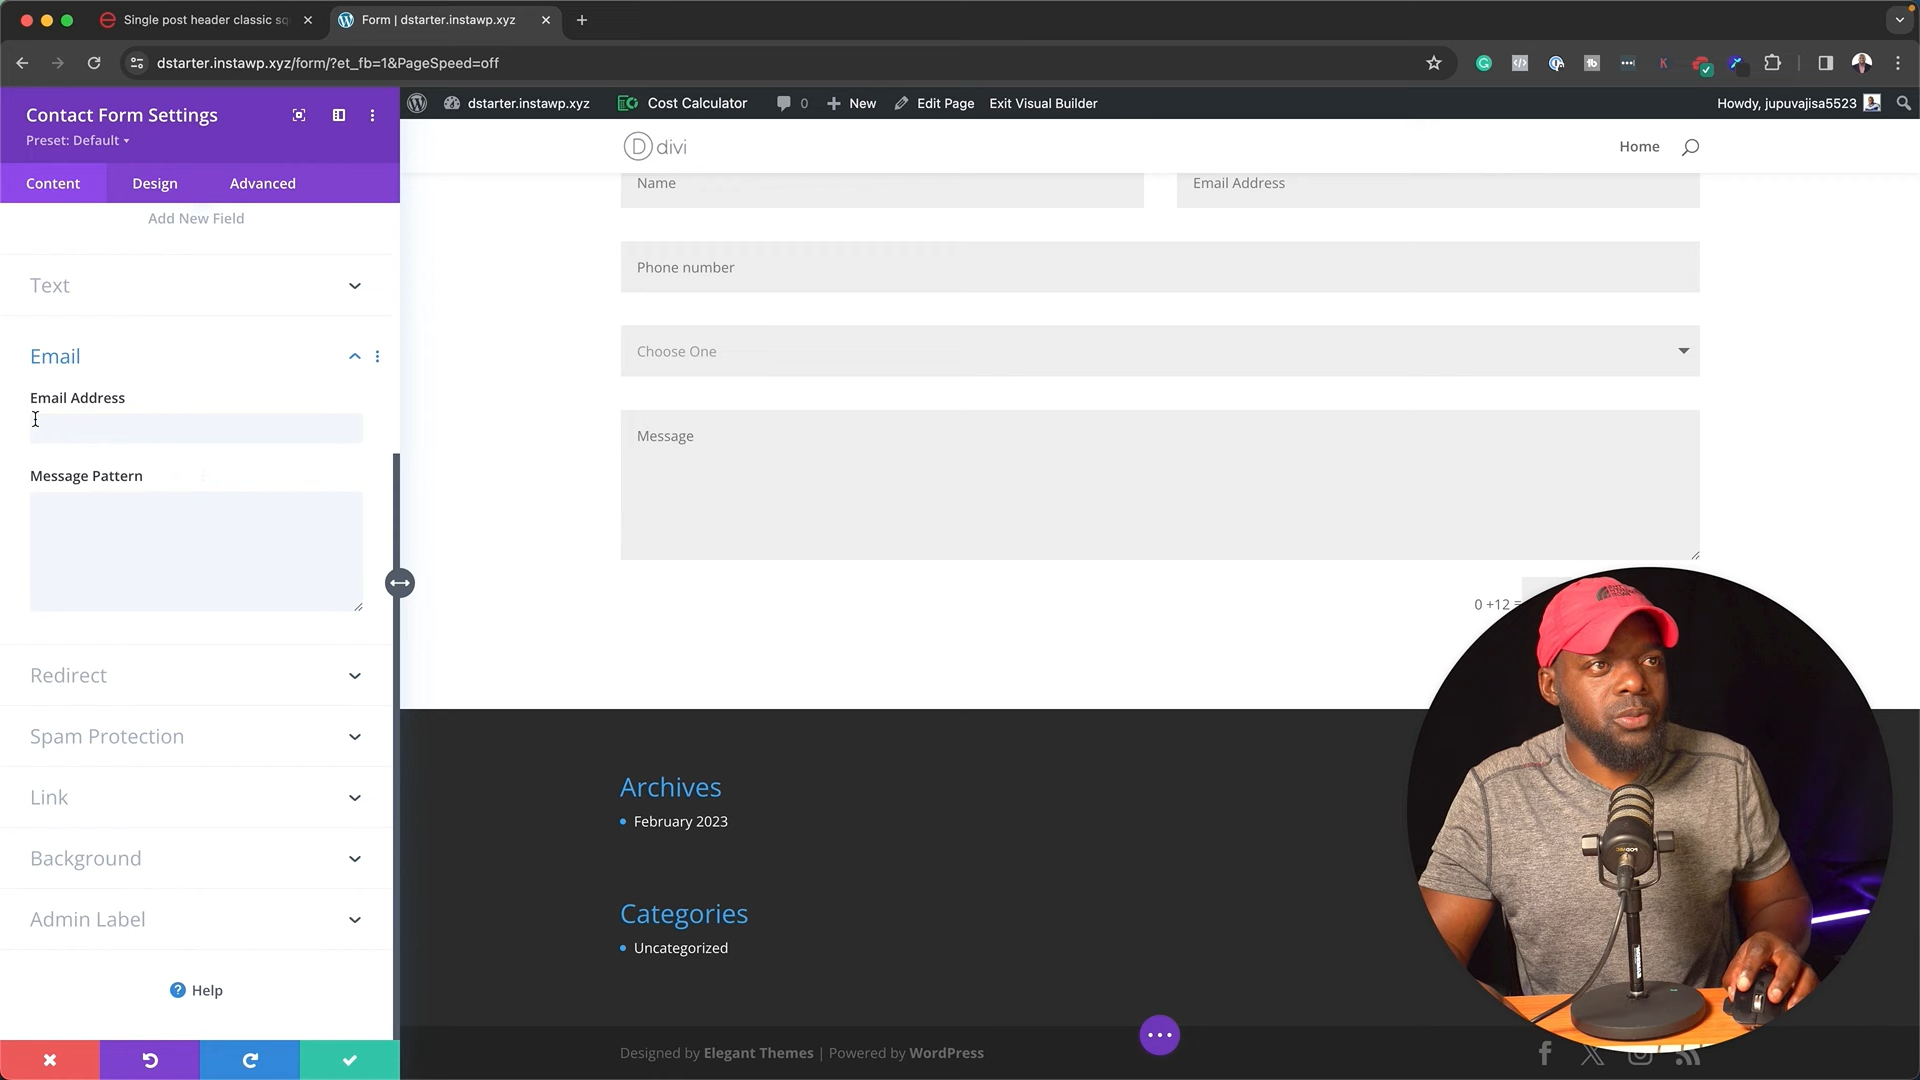 Single post header classic sq
Form | dstarter.instawp.xyz
dstarter.instawp.xyz/form/?et_fb=1&PageSpeed=off
dstarter.instawp.xyz
Cost Calculator
0
New
Edit Page
Exit Visual Builder
Howdy, jupuvajisa5523
Contact Form Settings
Preset: Default
Content
Design
Advanced
Add New Field
Text
Email
Email Address
Message Pattern
Redirect
Spam Protection
Link
Background
Admin Label
Help
D divi
Home
Name
Email Address
Phone number
Choose One
Message
0 +12 =
Archives
February 2023
Categories
Uncategorized
Designed by Elegant Themes | Powered by WordPress